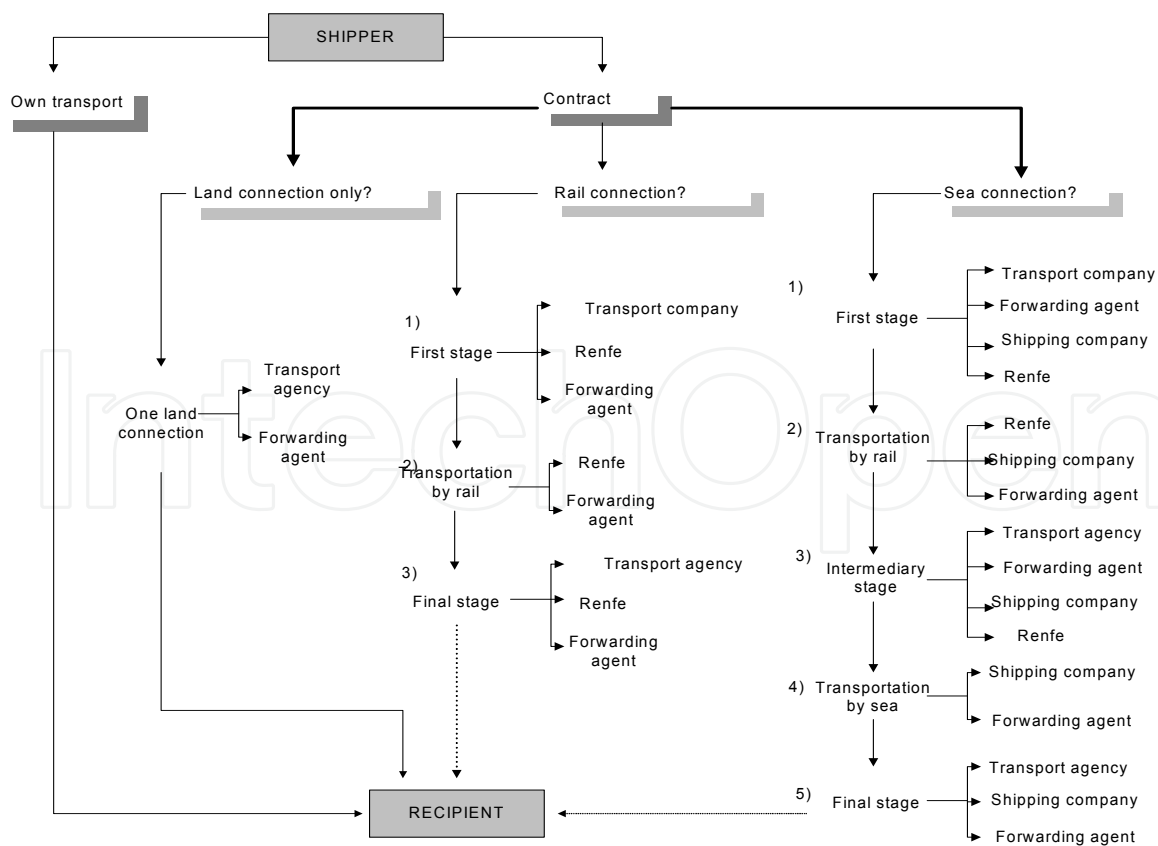 SHIPPER
Own transport
Contract
Land connection only?
Rail connection?
Sea connection?
One land
connection
Transport
agency
Forwarding
agent
1)
First stage
Transport company
Renfe
Forwarding
agent
2)
Transportation
by rail
Renfe
Forwarding
agent
3)
Final stage
Transport agency
Renfe
Forwarding
agent
1)
First stage
Transport company
Forwarding agent
Shipping company
Renfe
2)
Transportation
by rail
Renfe
Shipping company
Forwarding agent
3)
Intermediary
stage
Transport agency
Forwarding agent
Shipping company
Renfe
4)
Transportation
by sea
Shipping company
Forwarding agent
5)
Final stage
Transport agency
Shipping company
Forwarding agent
RECIPIENT
IntechOpen